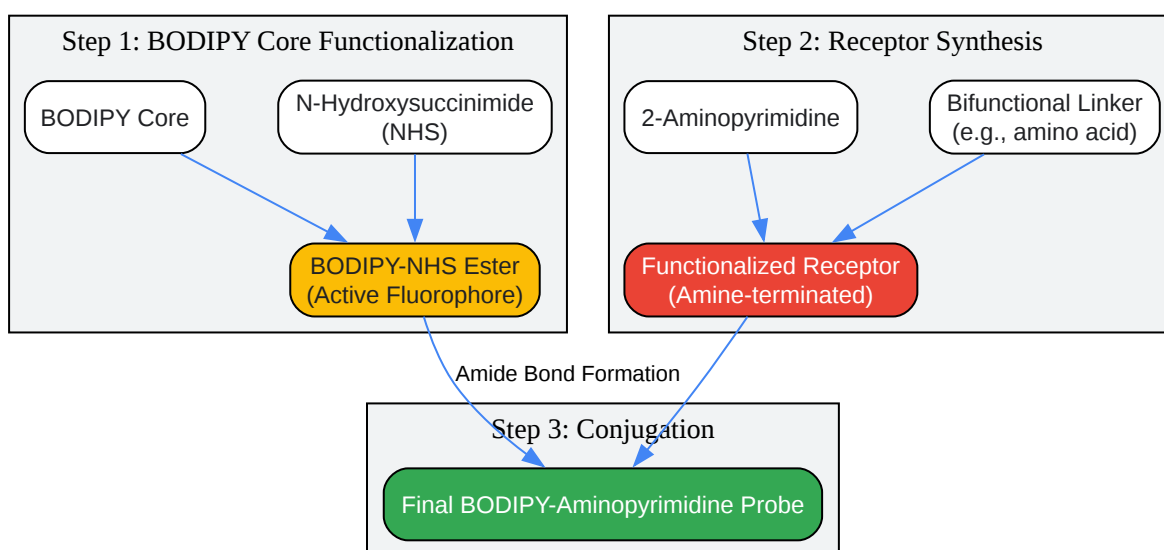 Step 1: BODIPY Core Functionalization
BODIPY Core
N-Hydroxysuccinimide
(NHS)
BODIPY-NHS Ester
(Active Fluorophore)
Step 2: Receptor Synthesis
2-Aminopyrimidine
Bifunctional Linker
(e.g., amino acid)
Functionalized Receptor
(Amine-terminated)
Amide Bond Formation
Step 3: Conjugation
Final BODIPY-Aminopyrimidine Probe